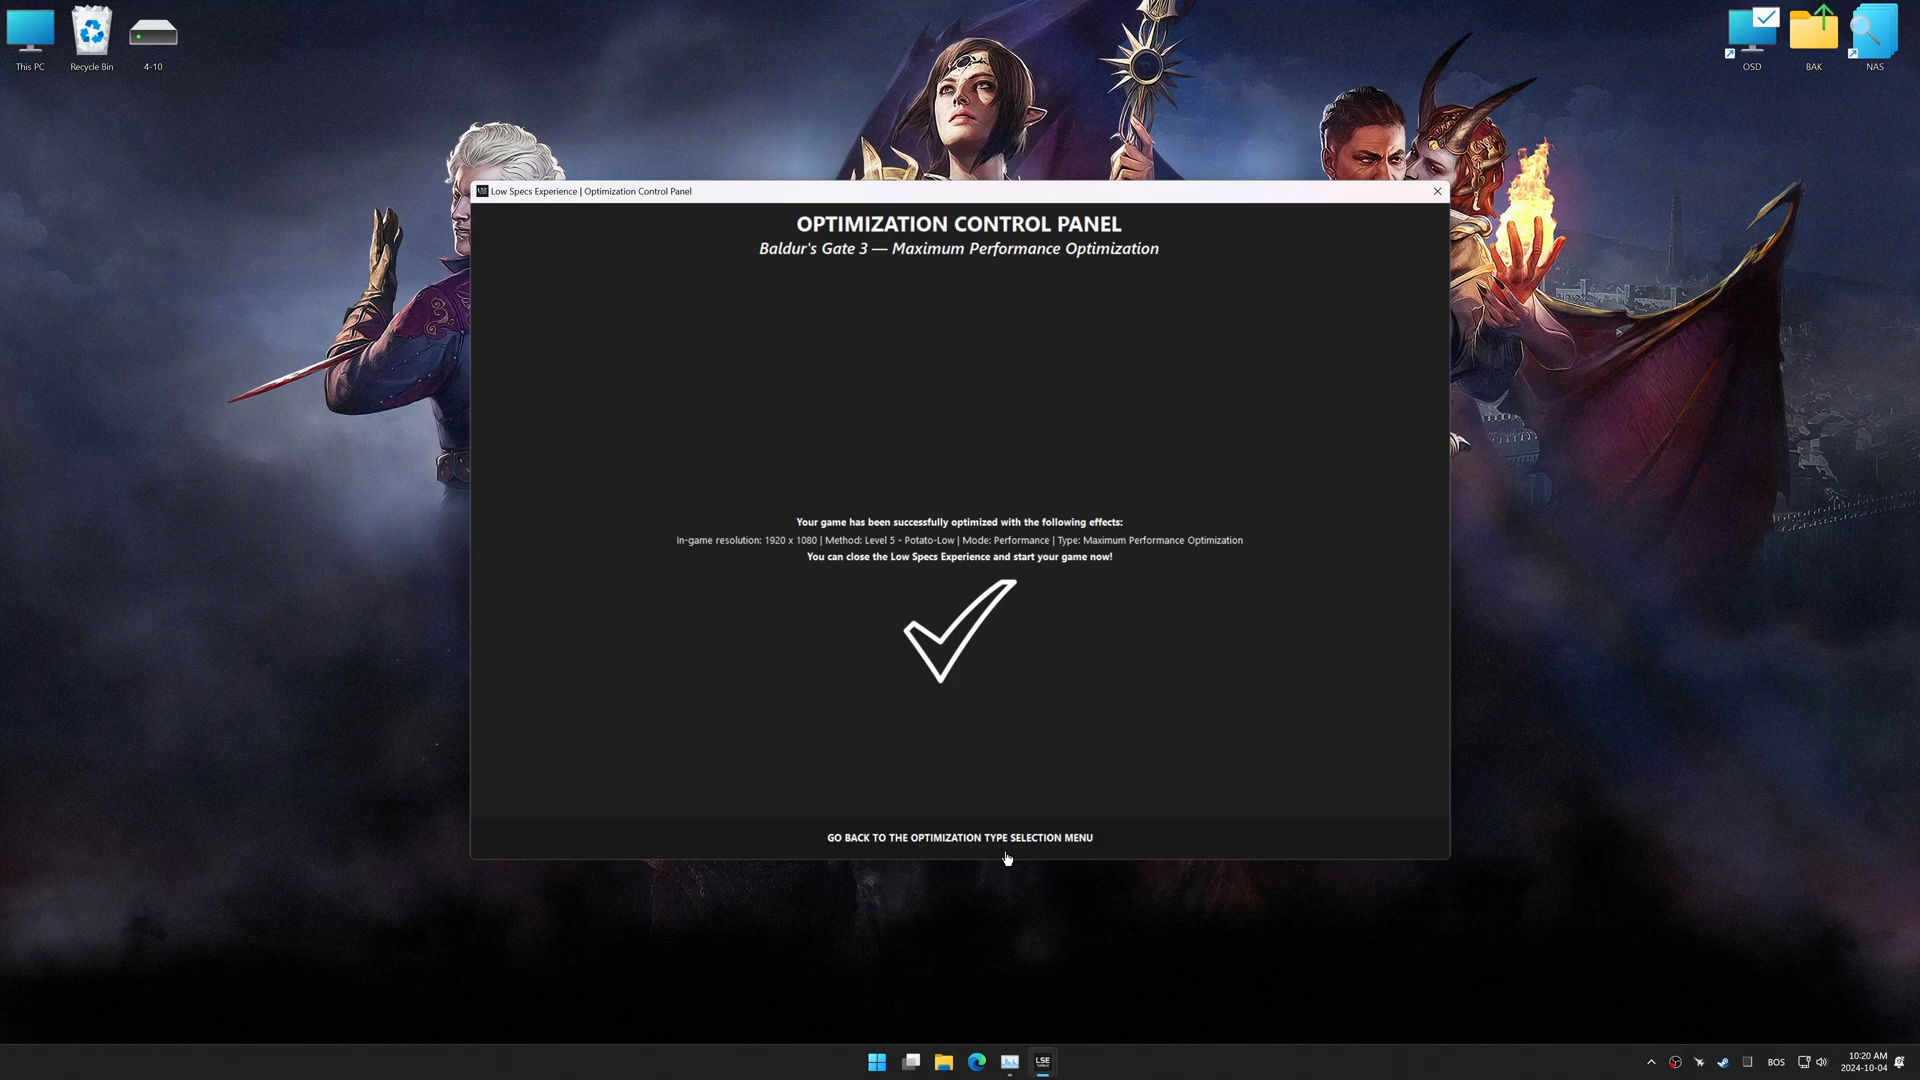 This PC
Recycle Bin
4-10
OSD
BAK
NAS
Low Specs Experience | Optimization Control Panel
OPTIMIZATION CONTROL PANEL
Baldur's Gate 3 — Maximum Performance Optimization
Your game has been successfully optimized with the following effects:
In-game resolution: 1920 x 1080 | Method: Level 5 - Potato-Low | Mode: Performance | Type: Maximum Performance Optimization
You can close the Low Specs Experience and start your game now!
GO BACK TO THE OPTIMIZATION TYPE SELECTION MENU
LSE
BOS
10:20 AM
2024-10-04